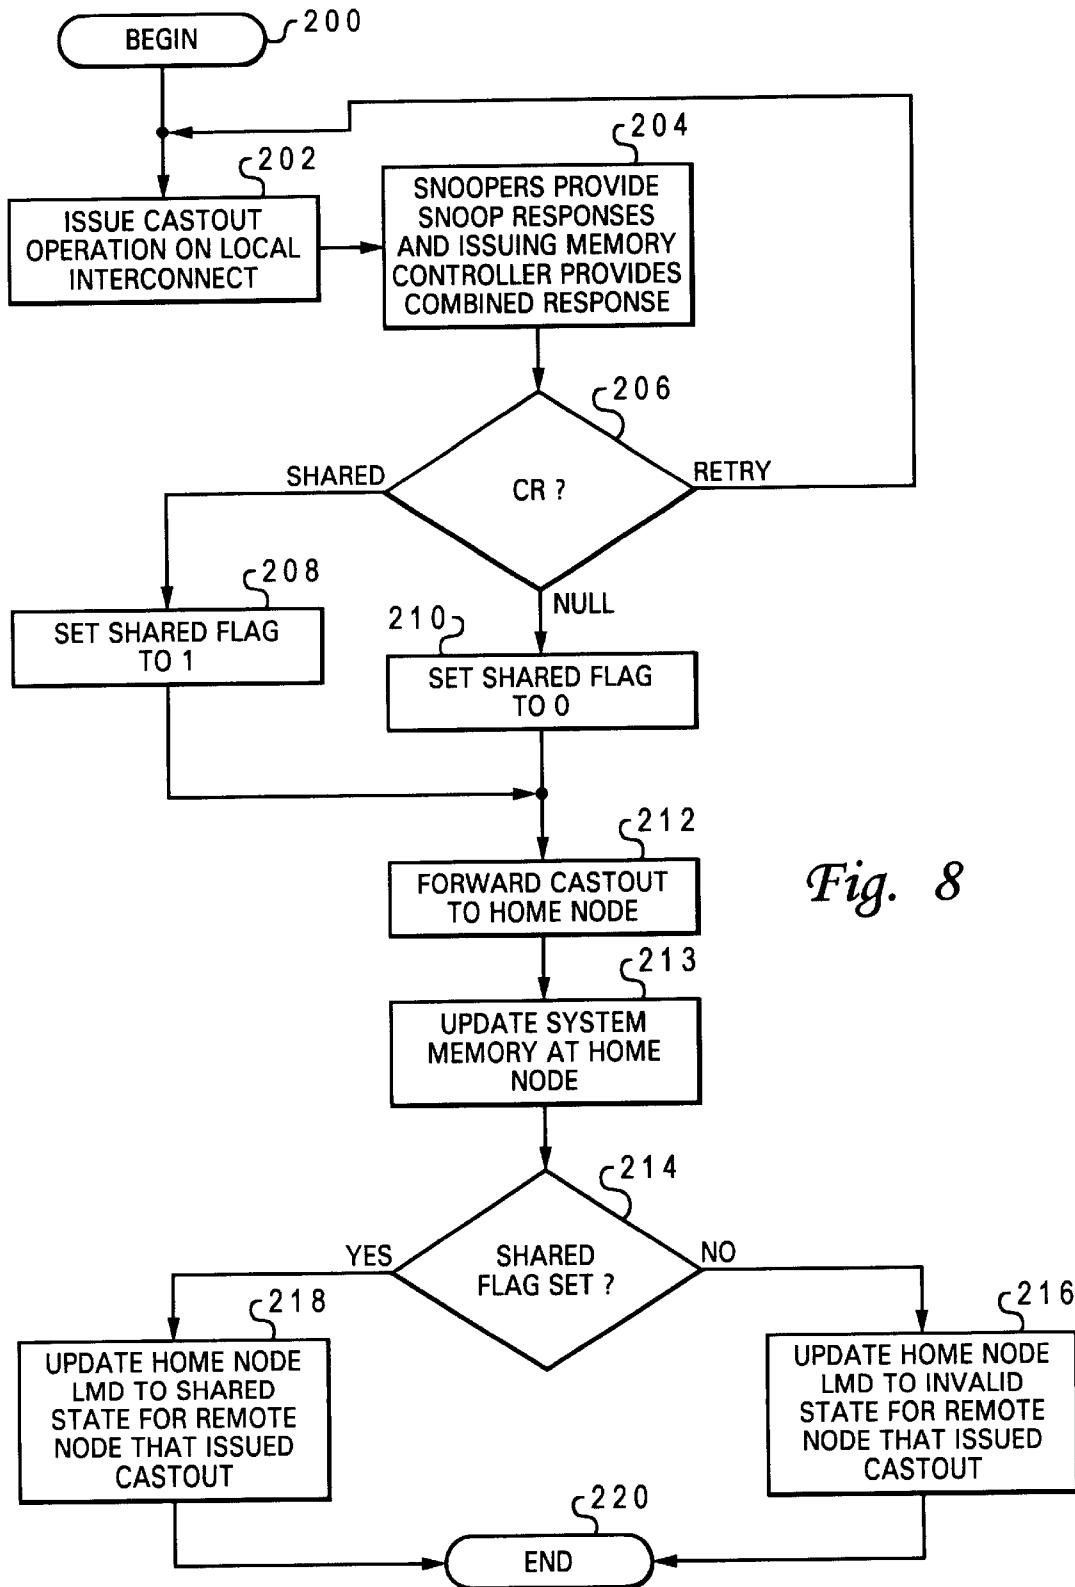 BEGIN
200
202
ISSUE CASTOUT
OPERATION ON LOCAL
INTERCONNECT
204
SNOOPERS PROVIDE
SNOOP RESPONSES
AND ISSUING MEMORY
CONTROLLER PROVIDES
COMBINED RESPONSE
206
CR ?
SHARED
RETRY
NULL
208
SET SHARED FLAG
TO 1
210
SET SHARED FLAG
TO 0
212
FORWARD CASTOUT
TO HOME NODE
Fig. 8
213
UPDATE SYSTEM
MEMORY AT HOME
NODE
214
SHARED
FLAG SET ?
YES
NO
218
UPDATE HOME NODE
LMD TO SHARED
STATE FOR REMOTE
NODE THAT ISSUED
CASTOUT
216
UPDATE HOME NODE
LMD TO INVALID
STATE FOR REMOTE
NODE THAT ISSUED
CASTOUT
220
END